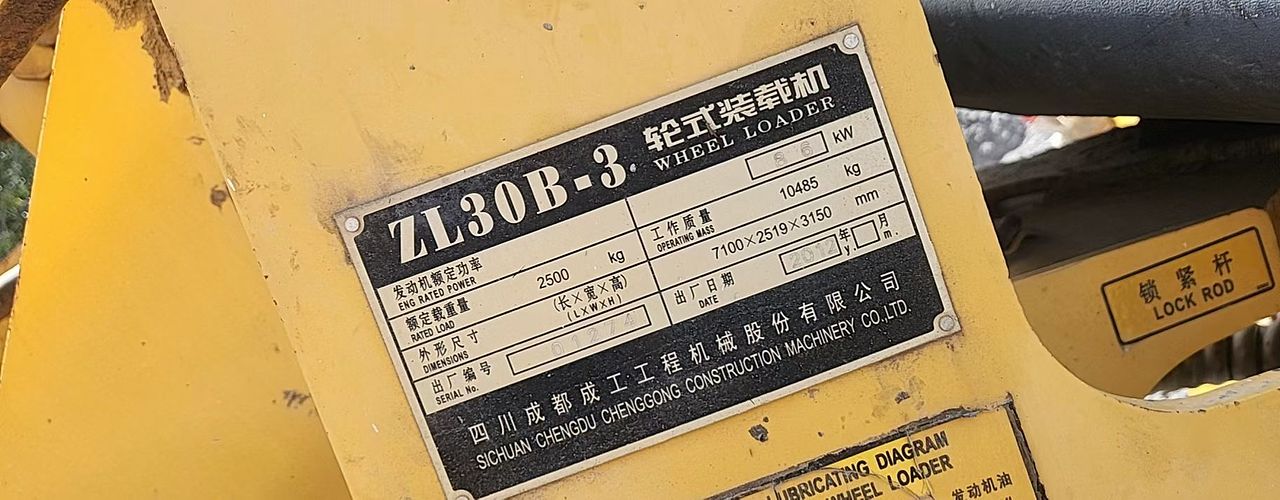 ZL30B-3 轮式装载机
WHEEL LOADER
发动机额定功率 86 kW
ENG RATED POWER
额定载重量 2500 kg 工作质量 10485 kg
RATED LOAD OPERATING MASS
外形尺寸 (长×宽×高) 7100×2519×3150 mm
DIMENSIONS (L×W×H)
出厂编号 01274 出厂日期 2012 年 月
SERIAL No. DATE y m.
四川成都成工工程机械股份有限公司
SICHUAN CHENGDU CHENGGONG CONSTRUCTION MACHINERY CO.,LTD.
锁紧杆
LOCK ROD
LUBRICATING DIAGRAM
WHEEL LOADER
发动机油